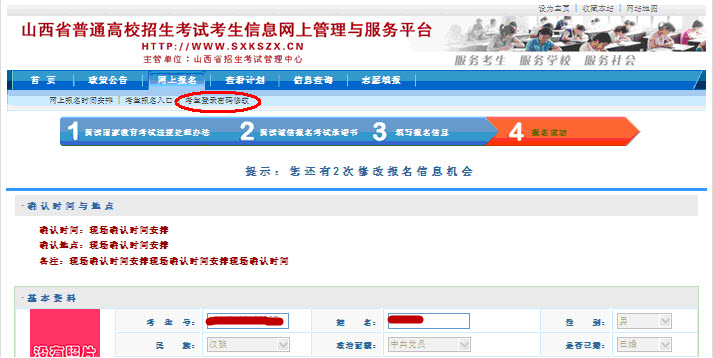 设为主页 | 收藏本站 | 网站地图
山西省普通高校招生考试考生信息网上管理与服务平台
HTTP://WWW.SXKSZX.CN
主管单位:山西省招生考试管理中心
服务考生 服务学校 服务社会
首 页 政策公告 网上报名 查看计划 信息查询 志愿填报
网上报名时间安排 | 考生报名入口 | 考生登录密码修改
1 阅读国家教育考试违规处理办法 2 阅读诚信报名考试承诺书 3 填写报名信息 4 报名成功
提示:您还有2次修改报名信息机会
·确认时间与地点
确认时间:现场确认时间安排
确认地点:现场确认时间安排
备注:现场确认时间安排现场确认时间安排现场确认时间
·基本资料
考 生 号: 姓 名: 性 别: 男
没有照片
民 族: 汉族 政治面貌: 中共党员 是否已婚: 已婚